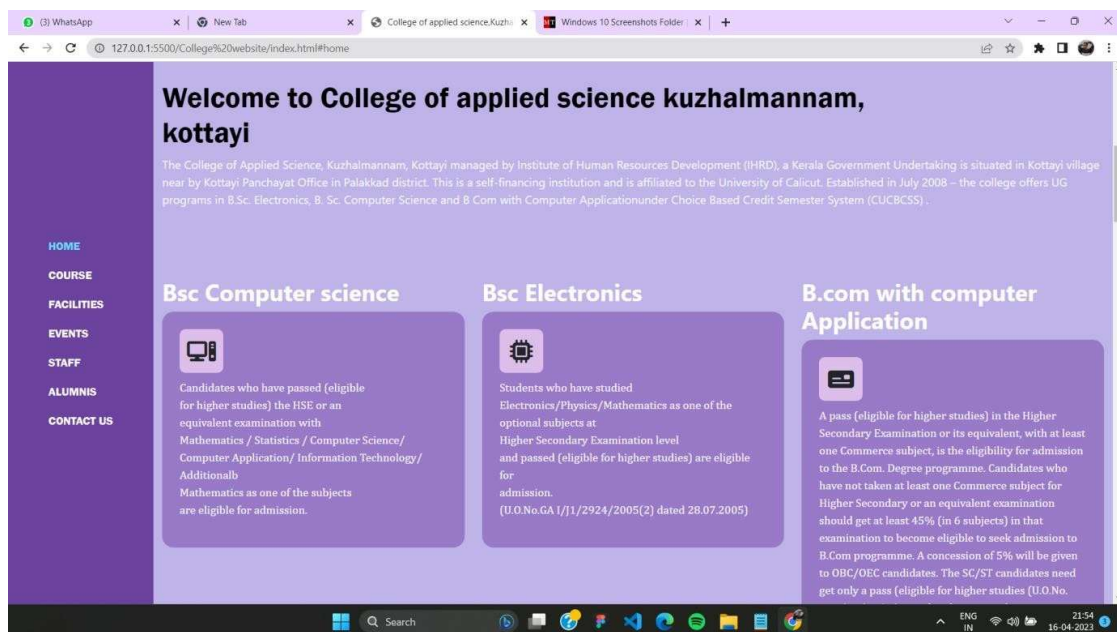 (3) WhatsApp
New Tab
College of applied science,Kuzha
Windows 10 Screenshots Folder
127.0.0.1:5500/College%20website/index.html#home
Welcome to College of applied science kuzhalmannam,
kottayi
The College of Applied Science, Kuzhalmannam, Kottayi managed by Institute of Human Resources Development (IHRD), a Kerala Government Undertaking is situated in Kottayi village
near by Kottayi Panchayat Office in Palakkad district. This is a self-financing institution and is affiliated to the University of Calicut. Established in July 2008 – the college offers UG
programs in B.Sc. Electronics, B. Sc. Computer Science and B Com with Computer Applicationunder Choice Based Credit Semester System (CUCBCSS) .
HOME
COURSE
FACILITIES
EVENTS
STAFF
ALUMNIS
CONTACT US
Bsc Computer science
Candidates who have passed (eligible
for higher studies) the HSE or an
equivalent examination with
Mathematics / Statistics / Computer Science/
Computer Application/ Information Technology/
Additionalb
Mathematics as one of the subjects
are eligible for admission.
Bsc Electronics
Students who have studied
Electronics/Physics/Mathematics as one of the
optional subjects at
Higher Secondary Examination level
and passed (eligible for higher studies) are eligible
for
admission.
(U.O.No.GA I/J1/2924/2005(2) dated 28.07.2005)
B.com with computer
Application
A pass (eligible for higher studies) in the Higher
Secondary Examination or its equivalent, with at least
one Commerce subject, is the eligibility for admission
to the B.Com. Degree programme. Candidates who
have not taken at least one Commerce subject for
Higher Secondary or an equivalent examination
should get at least 45% (in 6 subjects) in that
examination to become eligible to seek admission to
B.Com programme. A concession of 5% will be given
to OBC/OEC candidates. The SC/ST candidates need
get only a pass (eligible for higher studies (U.O.No.
Search
ENG
IN
21:54
16-04-2023